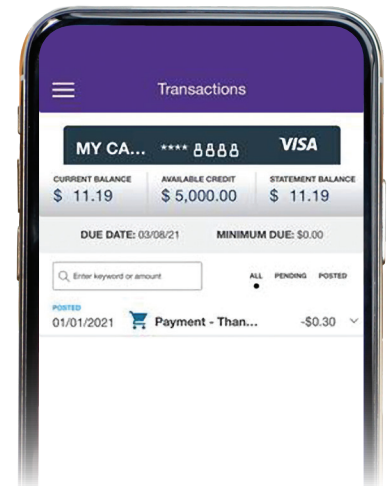 Transactions
MY CA... **** 8888 VISA
CURRENT BALANCE AVAILABLE CREDIT STATEMENT BALANCE
$ 11.19 $ 5,000.00 $ 11.19
DUE DATE: 03/08/21 MINIMUM DUE: $0.00
Enter keyword or amount ALL PENDING POSTED
POSTED
01/01/2021 Payment - Than... -$0.30